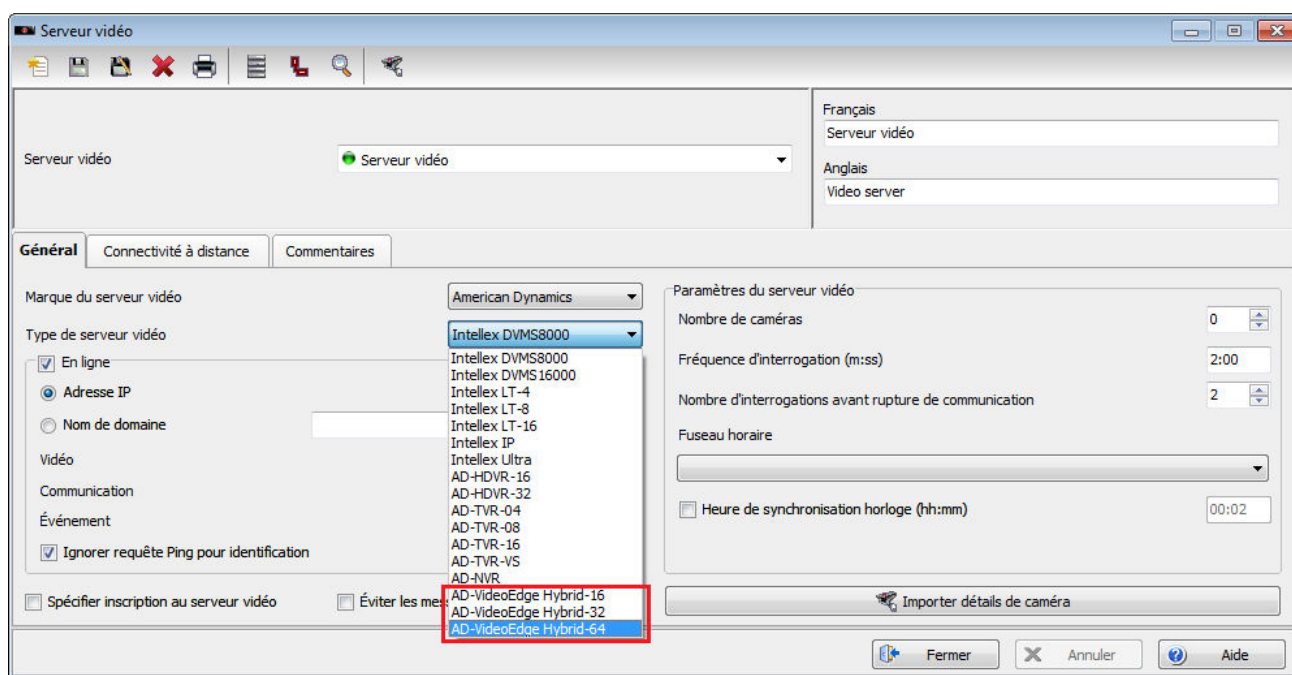 Serveur vidéo
Français
Serveur vidéo
Serveur vidéo
Serveur vidéo
Anglais
Video server
Général
Connectivité à distance
Commentaires
Marque du serveur vidéo
American Dynamics
Type de serveur vidéo
Intellex DVMS8000
Intellex DVMS8000
Intellex DVMS16000
Intellex LT-4
Intellex LT-8
Intellex LT-16
Intellex IP
Intellex Ultra
AD-HDVR-16
AD-HDVR-32
AD-TVR-04
AD-TVR-08
AD-TVR-16
AD-TVR-VS
AD-NVR
AD-VideoEdge Hybrid-16
AD-VideoEdge Hybrid-32
AD-VideoEdge Hybrid-64
En ligne
Adresse IP
Nom de domaine
Vidéo
Communication
Événement
Ignorer requête Ping pour identification
Spécifier inscription au serveur vidéo
Éviter les
Paramètres du serveur vidéo
Nombre de caméras
0
Fréquence d'interrogation (m:ss)
2:00
Nombre d'interrogations avant rupture de communication
2
Fuseau horaire
Heure de synchronisation horloge (hh:mm)
00:02
Importer détails de caméra
Fermer
Annuler
Aide